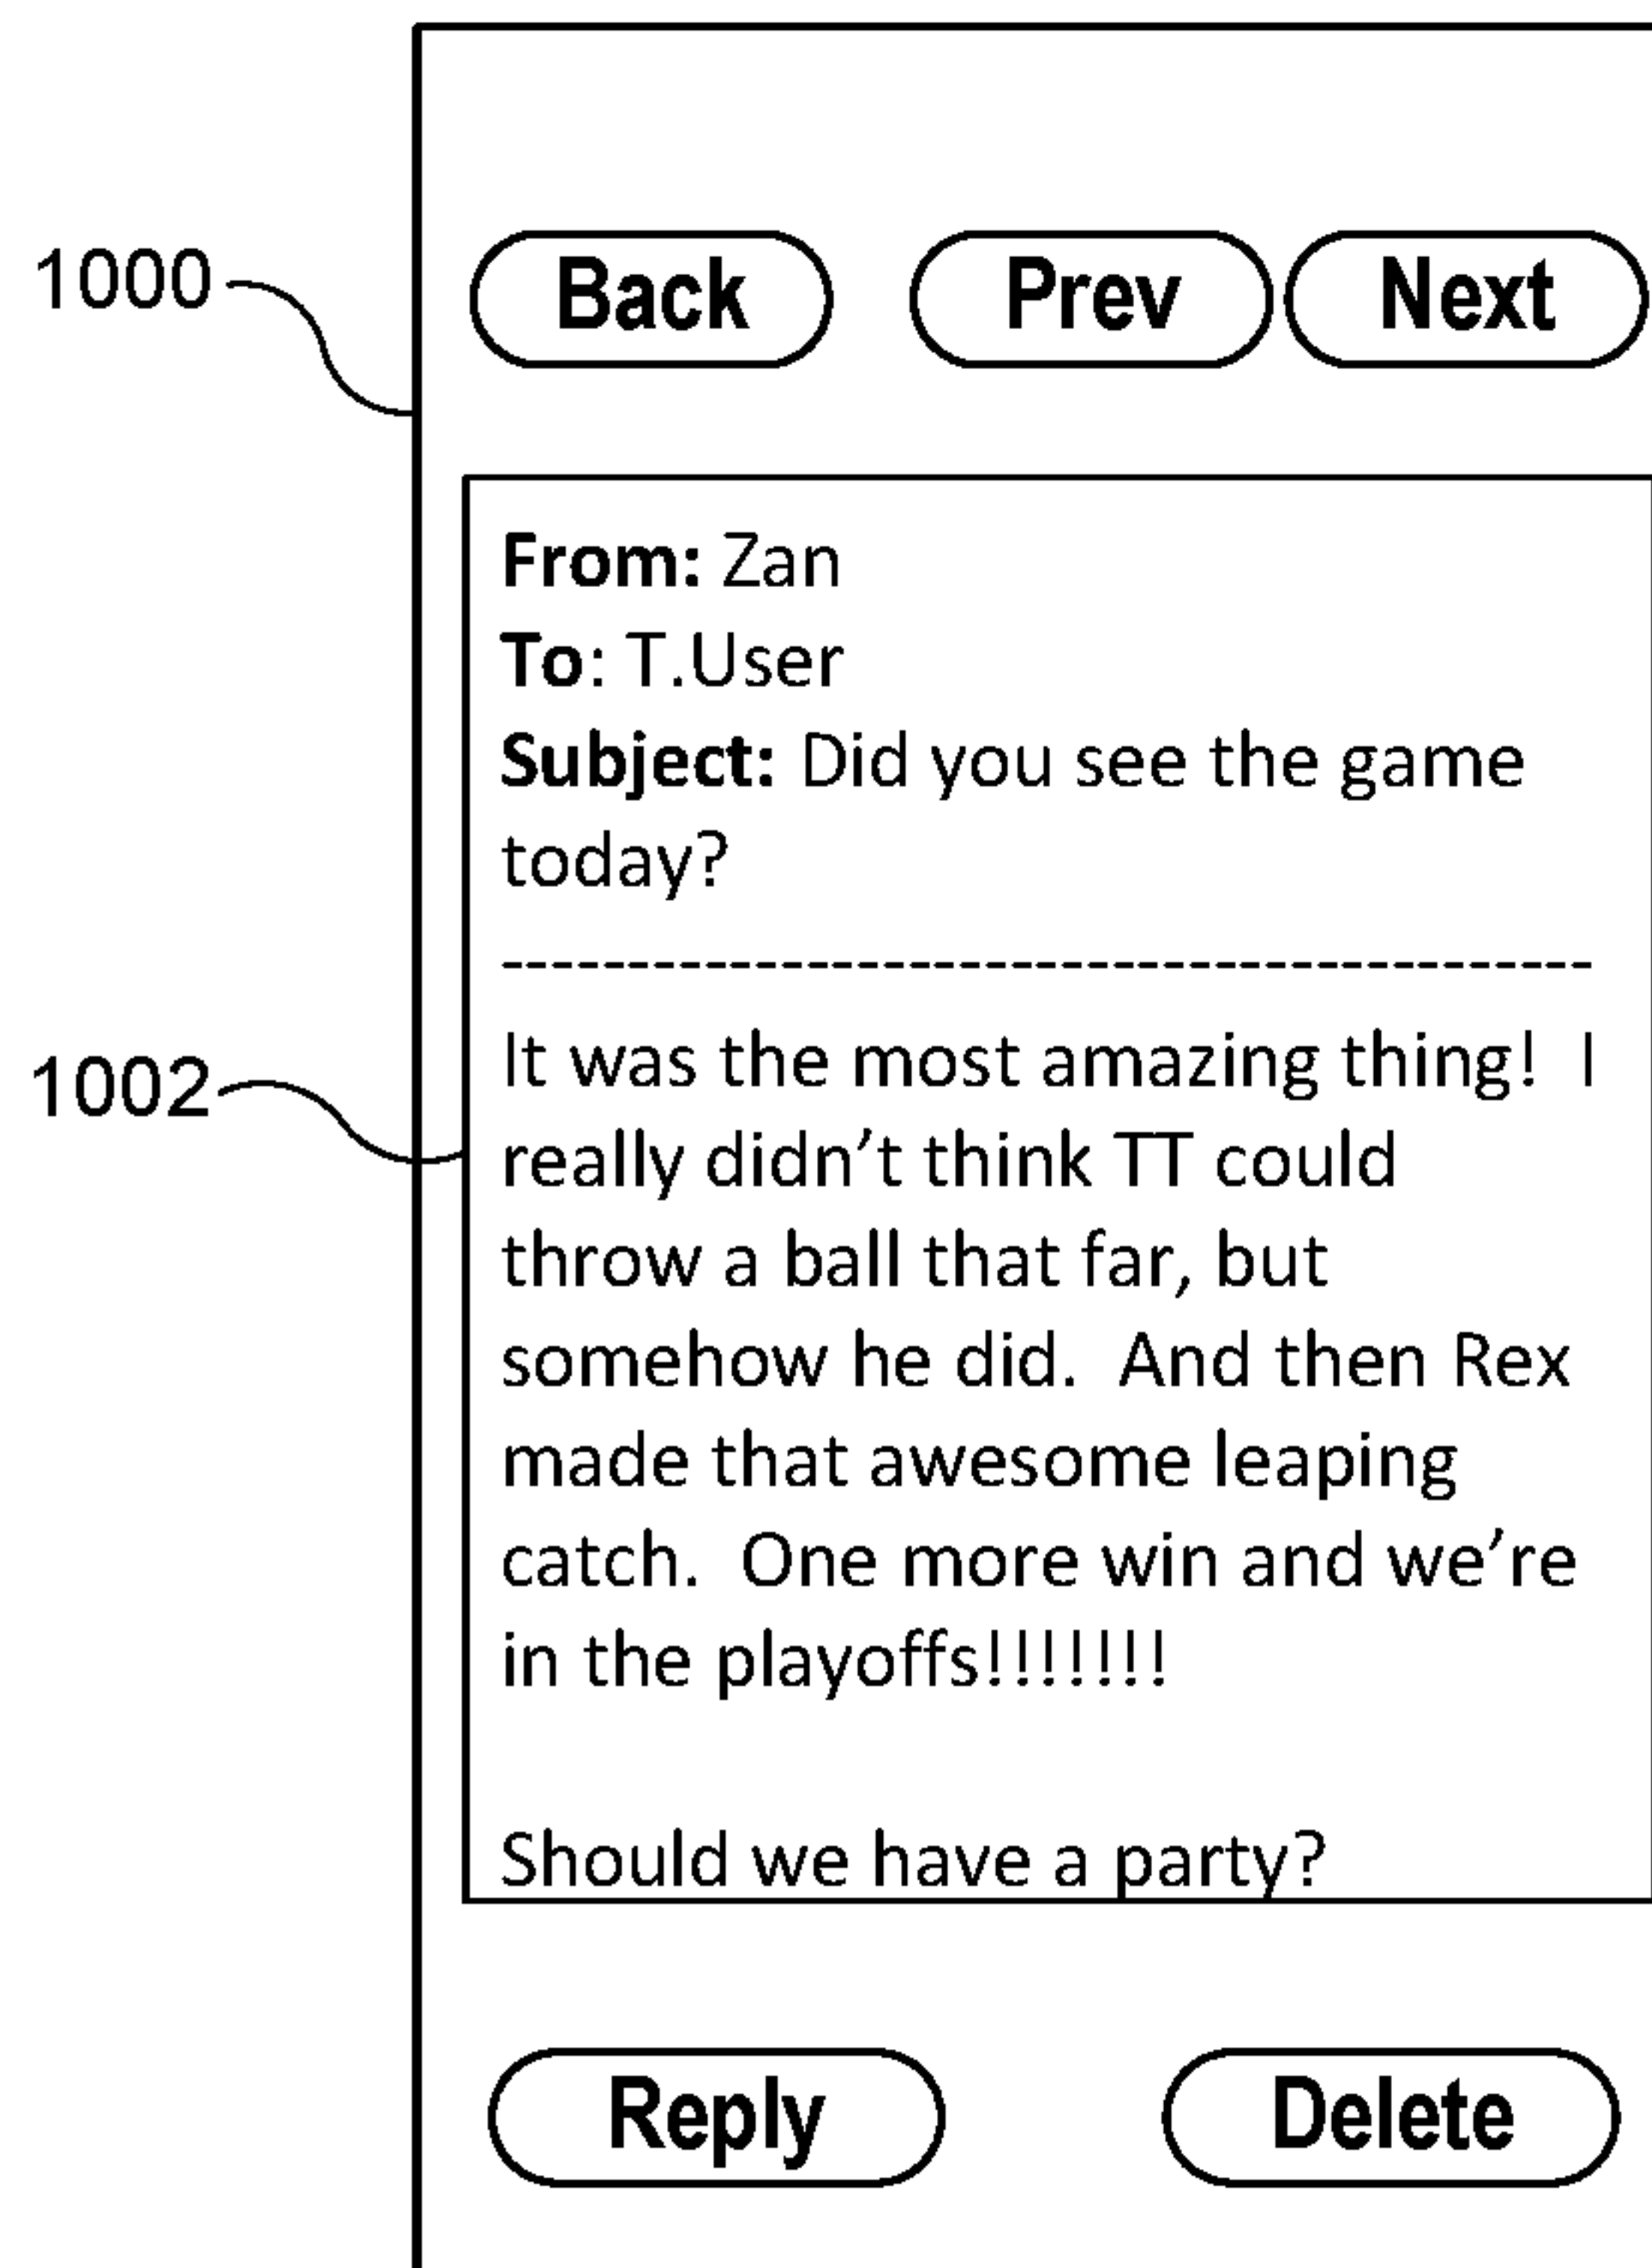 1000
Back Prev Next
From: Zan
To: T.User
Subject: Did you see the game
today?
-------------------------------------------
1002
It was the most amazing thing!  I
really didn’t think TT could
throw a ball that far, but
somehow he did.  And then Rex
made that awesome leaping
catch.  One more win and we’re
in the playoffs!!!!!!!
Should we have a party?
Reply Delete